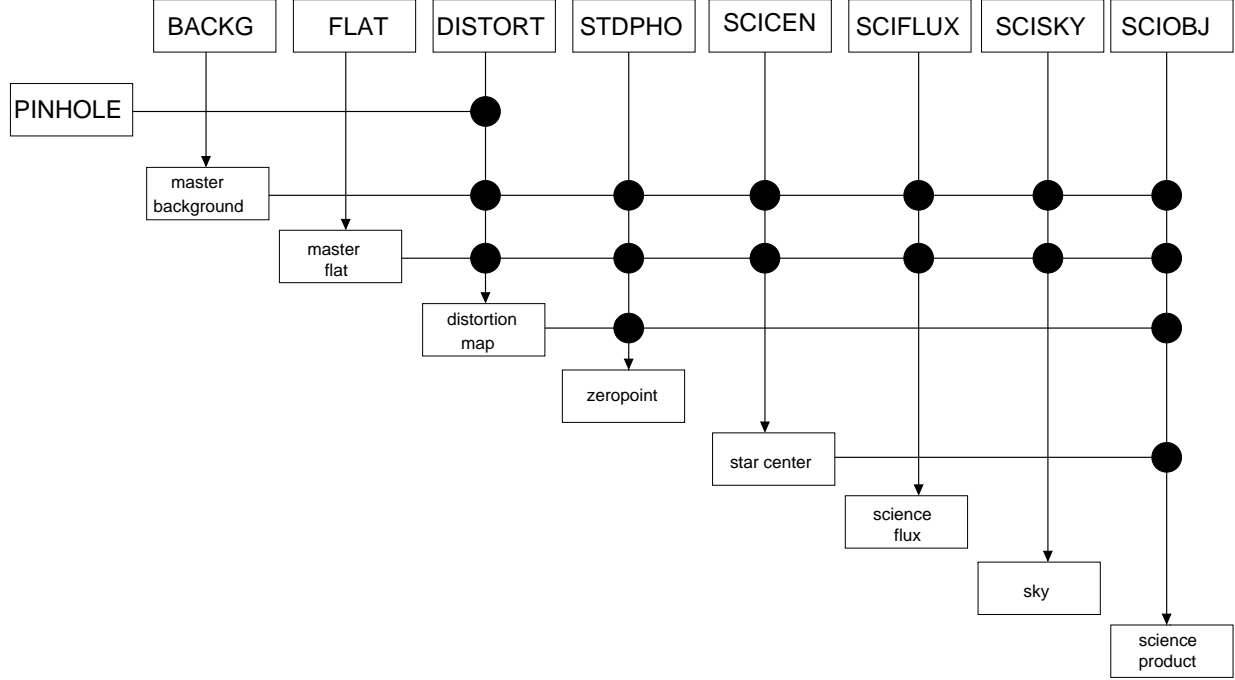 BACKG
FLAT
DISTORT
STDPHO
SCICEN
SCIFLUX
SCISKY
SCIOBJ
PINHOLE
master
background
master
flat
distortion
map
zeropoint
star center
science
flux
sky
science
product